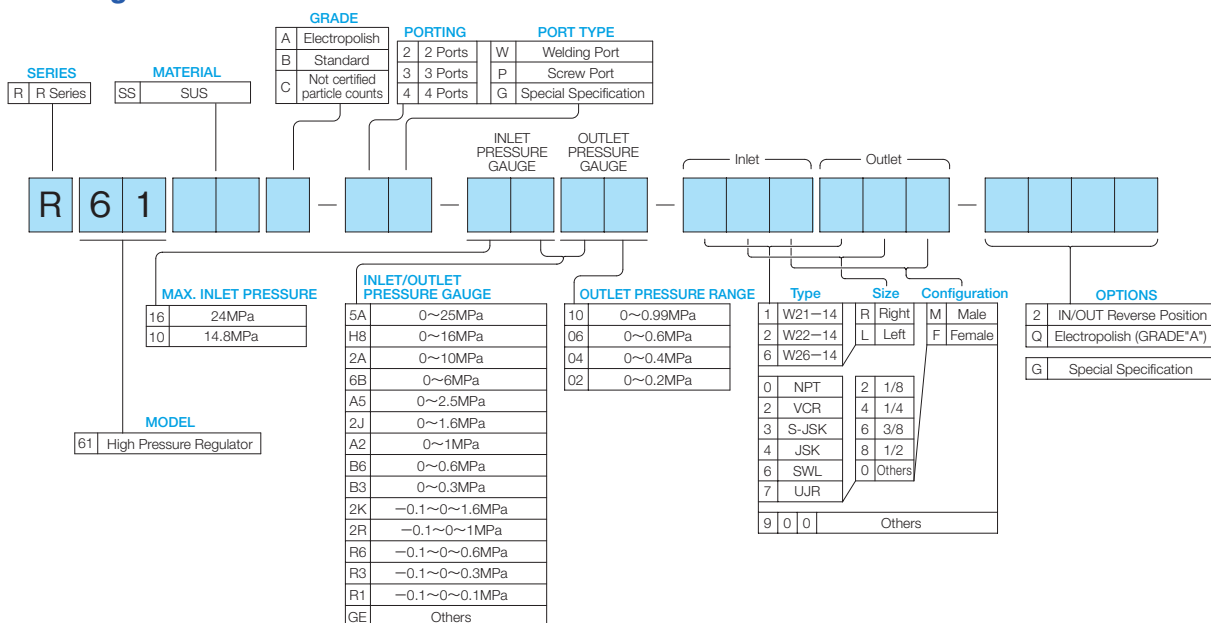 GRADE
A Electropolish
B Standard
C Not certified
particle counts
PORTING
2 2 Ports
3 3 Ports
4 4 Ports
PORT TYPE
W Welding Port
P Screw Port
G Special Specification
SERIES
R R Series
MATERIAL
SS SUS
INLET
PRESSURE
GAUGE
OUTLET
PRESSURE
GAUGE
Inlet
Outlet
R 6 1 — — — —
MAX. INLET PRESSURE
16 24MPa
10 14.8MPa
MODEL
61 High Pressure Regulator
INLET/OUTLET
PRESSURE GAUGE
5A 0〜25MPa
H8 0〜16MPa
2A 0〜10MPa
6B 0〜6MPa
A5 0〜2.5MPa
2J 0〜1.6MPa
A2 0〜1MPa
B6 0〜0.6MPa
B3 0〜0.3MPa
2K −0.1〜0〜1.6MPa
2R −0.1〜0〜1MPa
R6 −0.1〜0〜0.6MPa
R3 −0.1〜0〜0.3MPa
R1 −0.1〜0〜0.1MPa
GE Others
OUTLET PRESSURE RANGE
10 0〜0.99MPa
06 0〜0.6MPa
04 0〜0.4MPa
02 0〜0.2MPa
Type Size Configuration
1 W21−14 R Right M Male
2 W22−14 L Left F Female
6 W26−14
0 NPT 2 1/8
2 VCR 4 1/4
3 S-JSK 6 3/8
4 JSK 8 1/2
6 SWL 0 Others
7 UJR
9 0 0 Others
OPTIONS
2 IN/OUT Reverse Position
Q Electropolish (GRADE"A")
G Special Specification